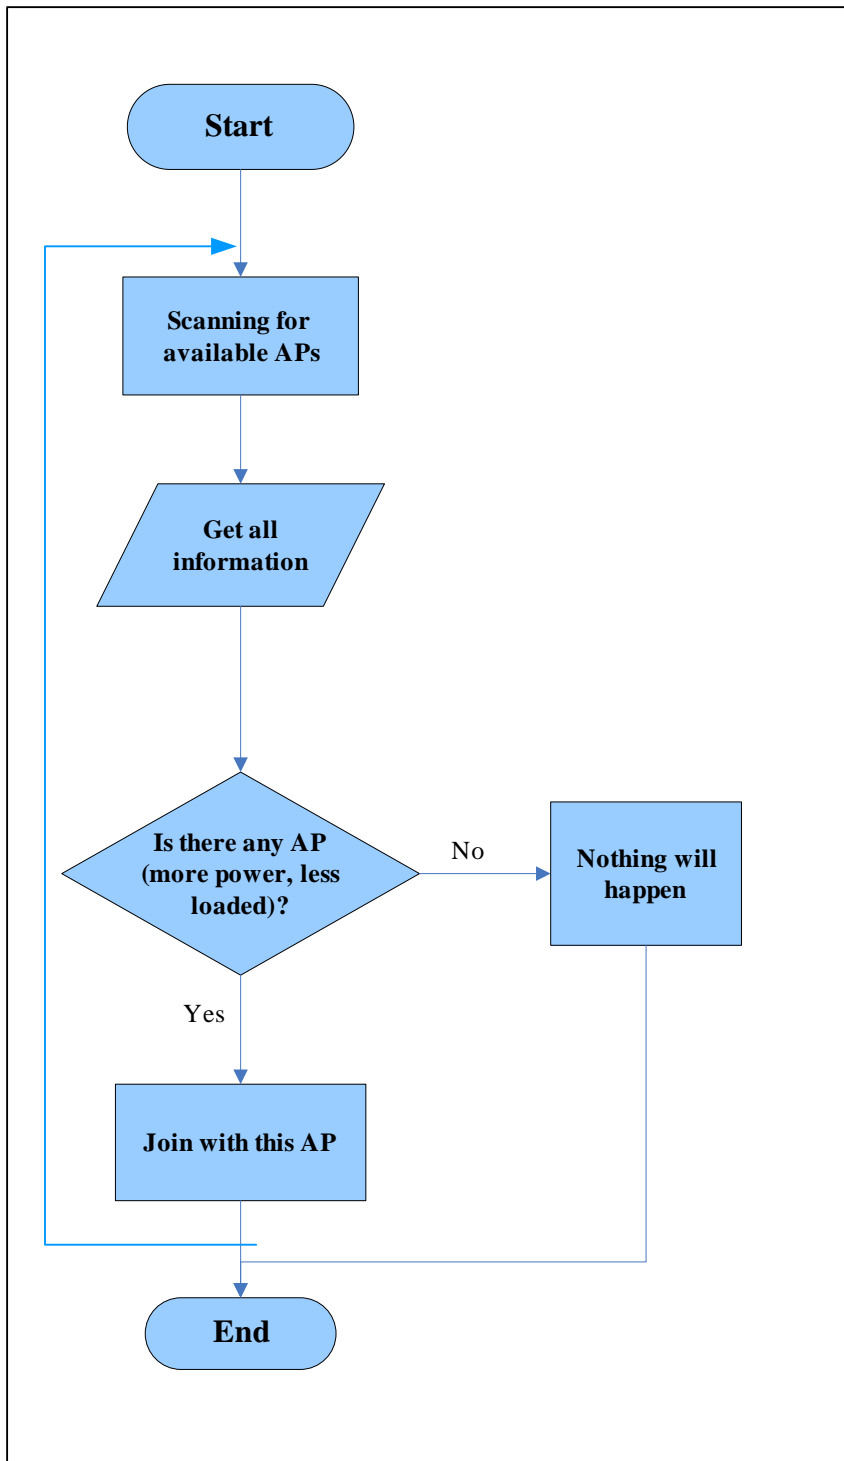 Start
Scanning for
available APs
Get all
information
Is there any AP
(more power, less
loaded)?
No
Nothing will
happen
Yes
Join with this AP
End